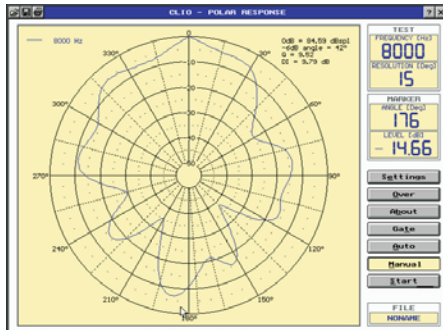 CLIO - POLAR RESPONSE
8000 Hz
0dB = 84.59 dBspl
-6dB angle = 42°
Q = 9.52
DI = 9.79 dB
0
330°
30°
300°
60°
270°
90°
240°
120°
210°
150°
180°
-50
TEST
FREQUENCY [Hz]
8000
RESOLUTION [Deg]
15
MARKER
ANGLE [Deg]
176
LEVEL [dB]
- 14.66
Settings
Over
About
Gate
Auto
Manual
Start
FILE
NONAME